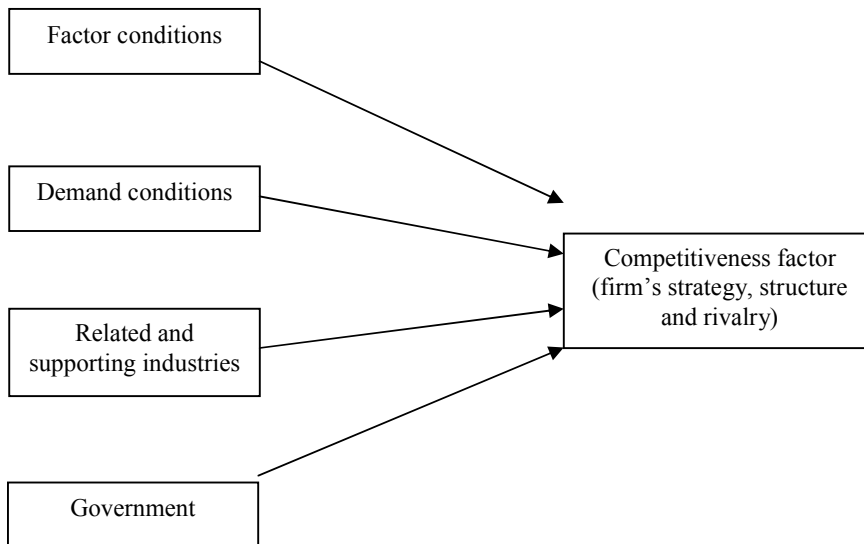 Factor conditions
Demand conditions
Competitiveness factor
(firm’s strategy, structure
and rivalry)
Related and
supporting industries
Government